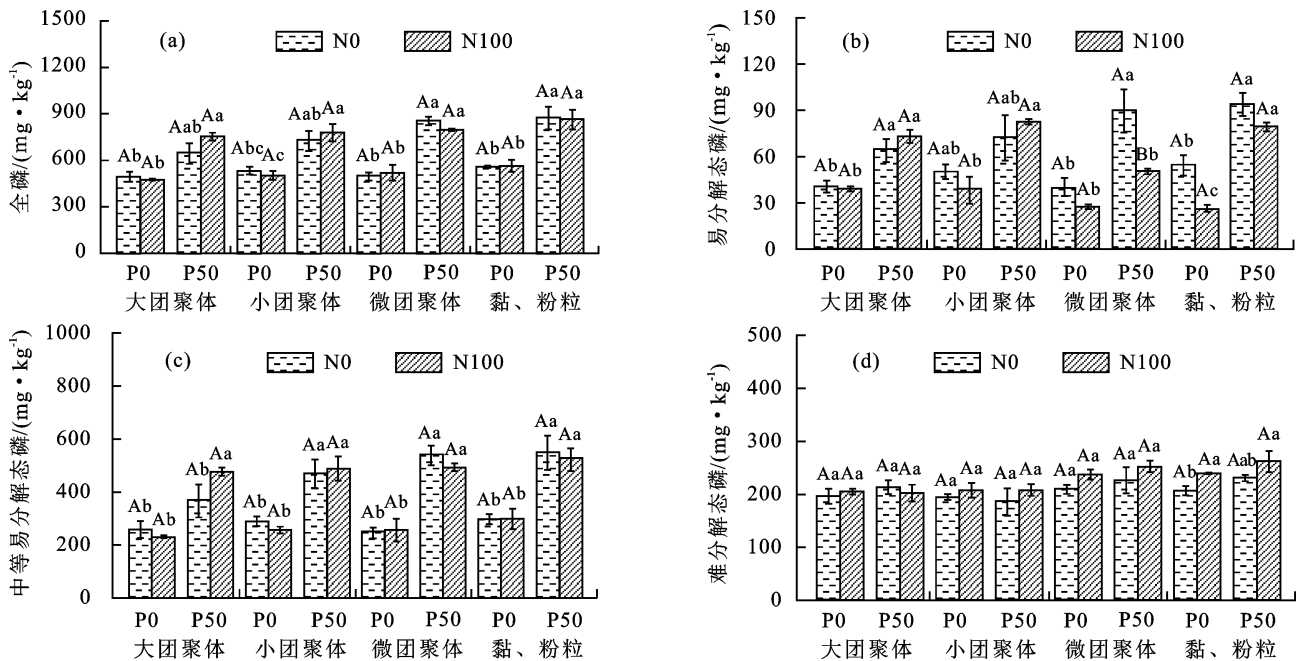 (a) N0 N100
全磷/(mg·kg⁻¹)
1500
1200
900
600
300
0
Ab Ab Aab Aa Abc Ac Aab Aa Ab Ab Aa Aa Ab Ab Aa Aa
P0 P50 P0 P50 P0 P50 P0 P50
大团聚体 小团聚体 微团聚体 黏、粉粒
(b) N0 N100
易分解态磷/(mg·kg⁻¹)
150
120
90
60
30
0
Ab Ab Aa Aa Aab Ab Aab Aa Ab Ab Aa Bb Ab Ac Aa Aa
P0 P50 P0 P50 P0 P50 P0 P50
大团聚体 小团聚体 微团聚体 黏、粉粒
(c) N0 N100
中等易分解态磷/(mg·kg⁻¹)
1000
800
600
400
200
0
Ab Ab Ab Aa Ab Ab Aa Aa Ab Ab Aa Aa Ab Ab Aa Aa
P0 P50 P0 P50 P0 P50 P0 P50
大团聚体 小团聚体 微团聚体 黏、粉粒
(d) N0 N100
难分解态磷/(mg·kg⁻¹)
500
400
300
200
100
0
Aa Aa Aa Aa Aa Aa Aa Aa Aa Aa Aa Aa Ab Aa Aab Aa
P0 P50 P0 P50 P0 P50 P0 P50
大团聚体 小团聚体 微团聚体 黏、粉粒